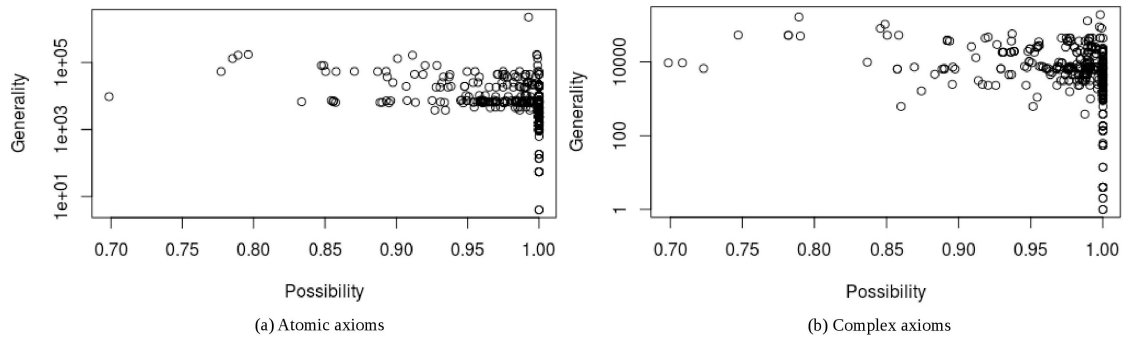 Generality
1e+05
1e+03
1e+01
0.70 0.75 0.80 0.85 0.90 0.95 1.00
Possibility
(a) Atomic axioms
Generality
10000
100
1
0.70 0.75 0.80 0.85 0.90 0.95 1.00
Possibility
(b) Complex axioms